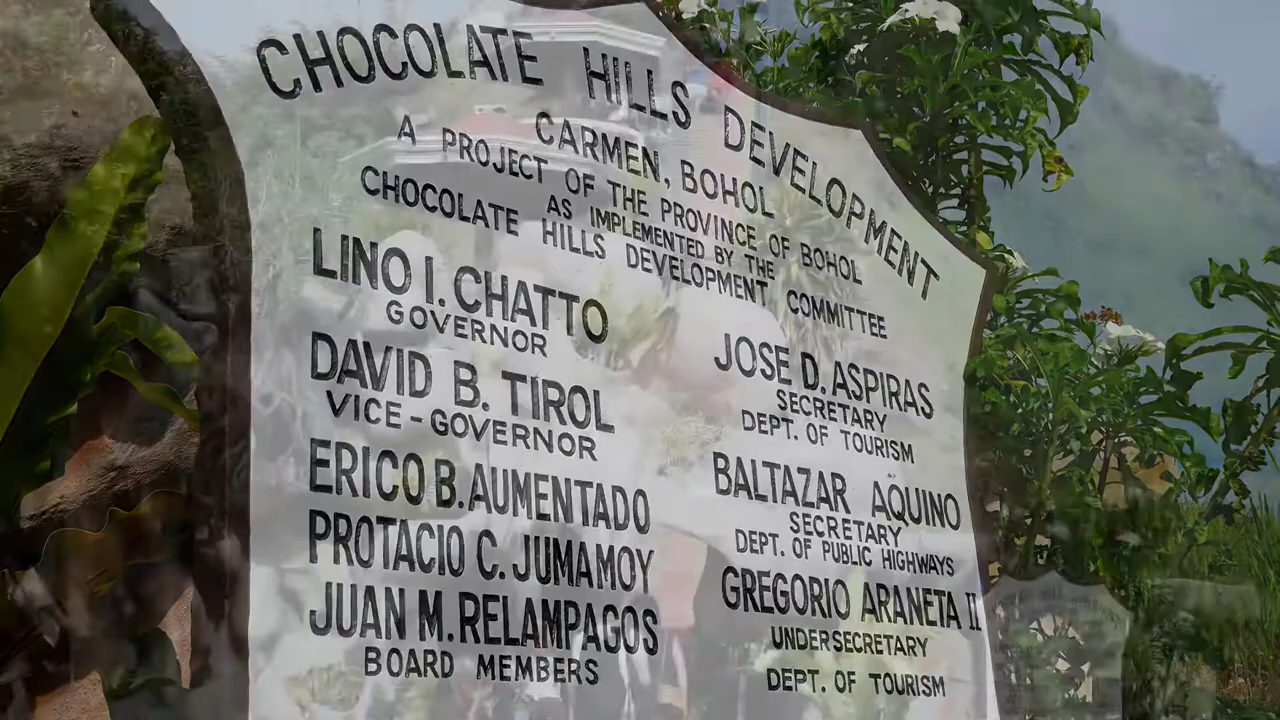 CHOCOLATE HILLS DEVELOPMENT
CARMEN, BOHOL
A PROJECT OF THE PROVINCE OF BOHOL
AS IMPLEMENTED BY THE
CHOCOLATE HILLS DEVELOPMENT COMMITTEE
LINO I. CHATTO
GOVERNOR
DAVID B. TIROL
VICE-GOVERNOR
ERICO B. AUMENTADO
PROTACIO C. JUMAMOY
JUAN M. RELAMPAGOS
BOARD MEMBERS
JOSE D. ASPIRAS
SECRETARY
DEPT. OF TOURISM
BALTAZAR AQUINO
SECRETARY
DEPT. OF PUBLIC HIGHWAYS
GREGORIO ARANETA II
UNDERSECRETARY
DEPT. OF TOURISM